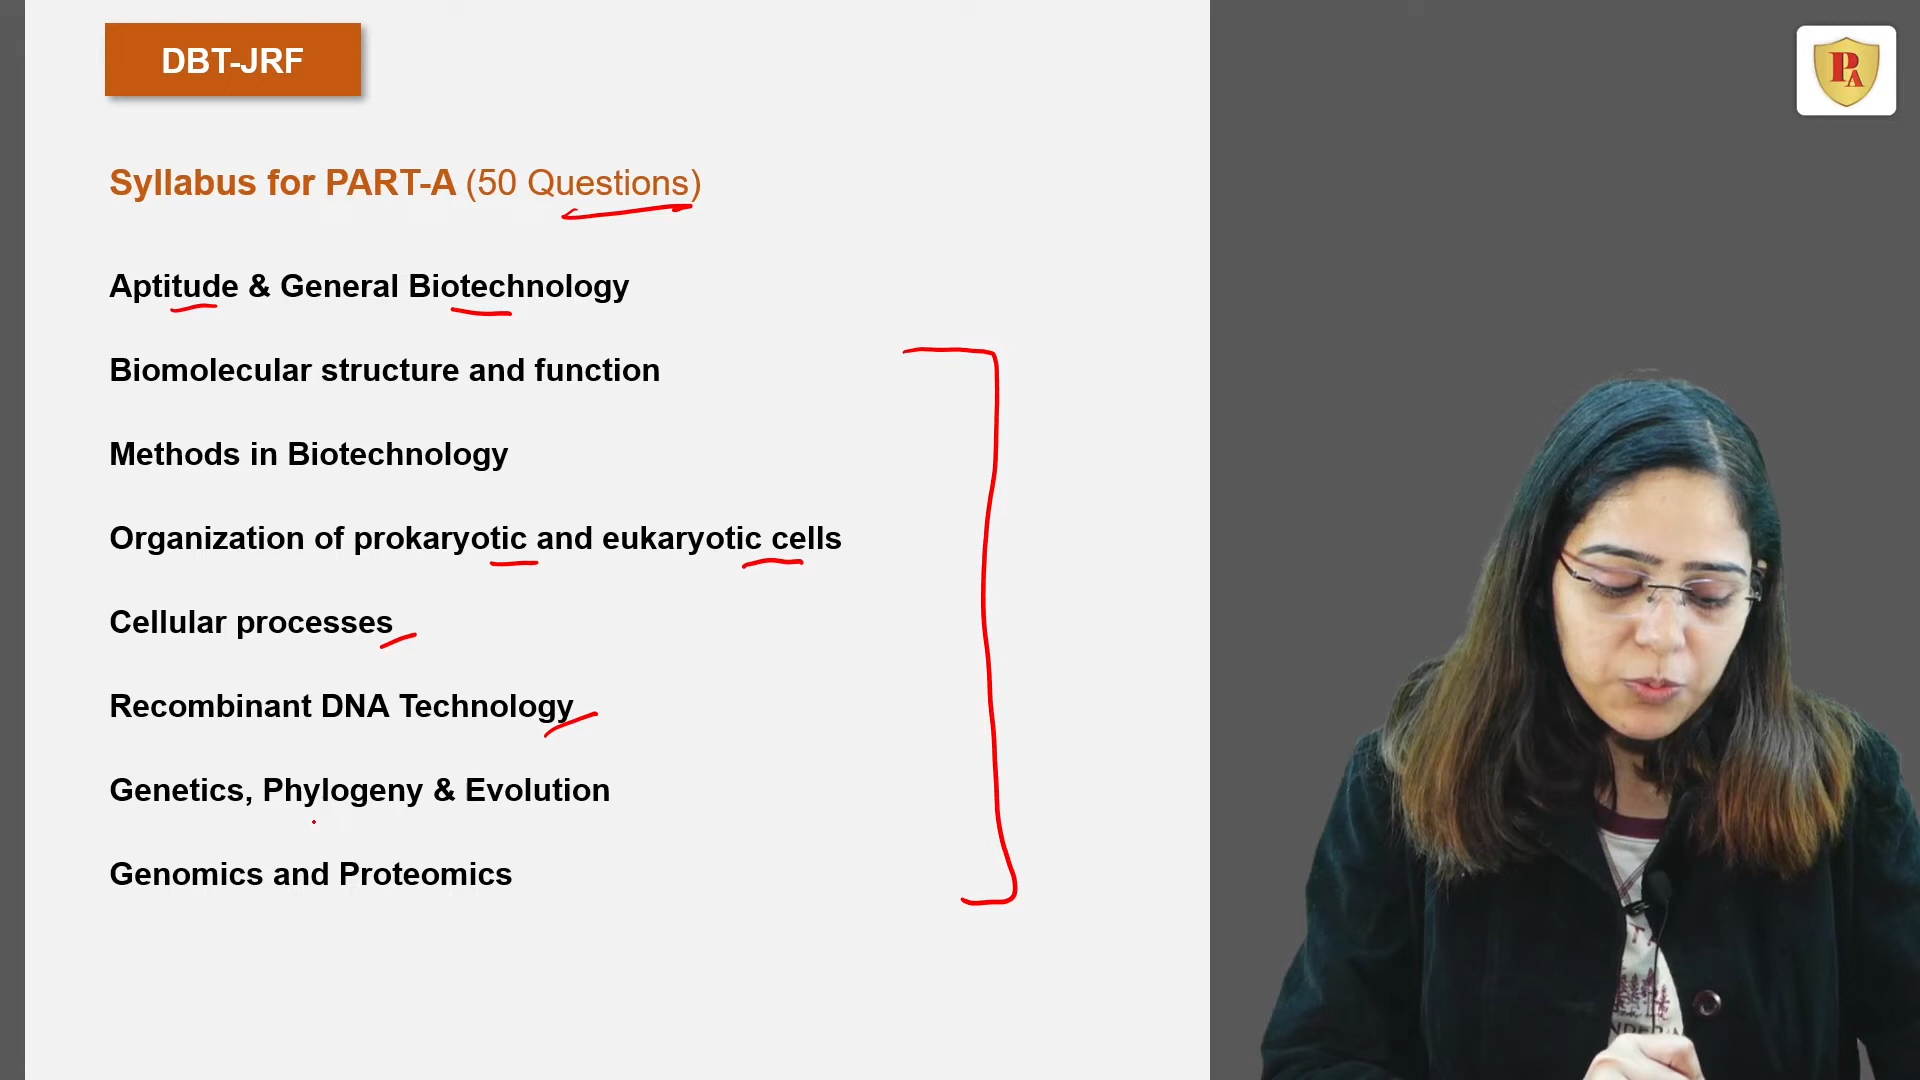 DBT-JRF
PA
Syllabus for PART-A (50 Questions)
Aptitude & General Biotechnology
Biomolecular structure and function
Methods in Biotechnology
Organization of prokaryotic and eukaryotic cells
Cellular processes
Recombinant DNA Technology
Genetics, Phylogeny & Evolution
Genomics and Proteomics